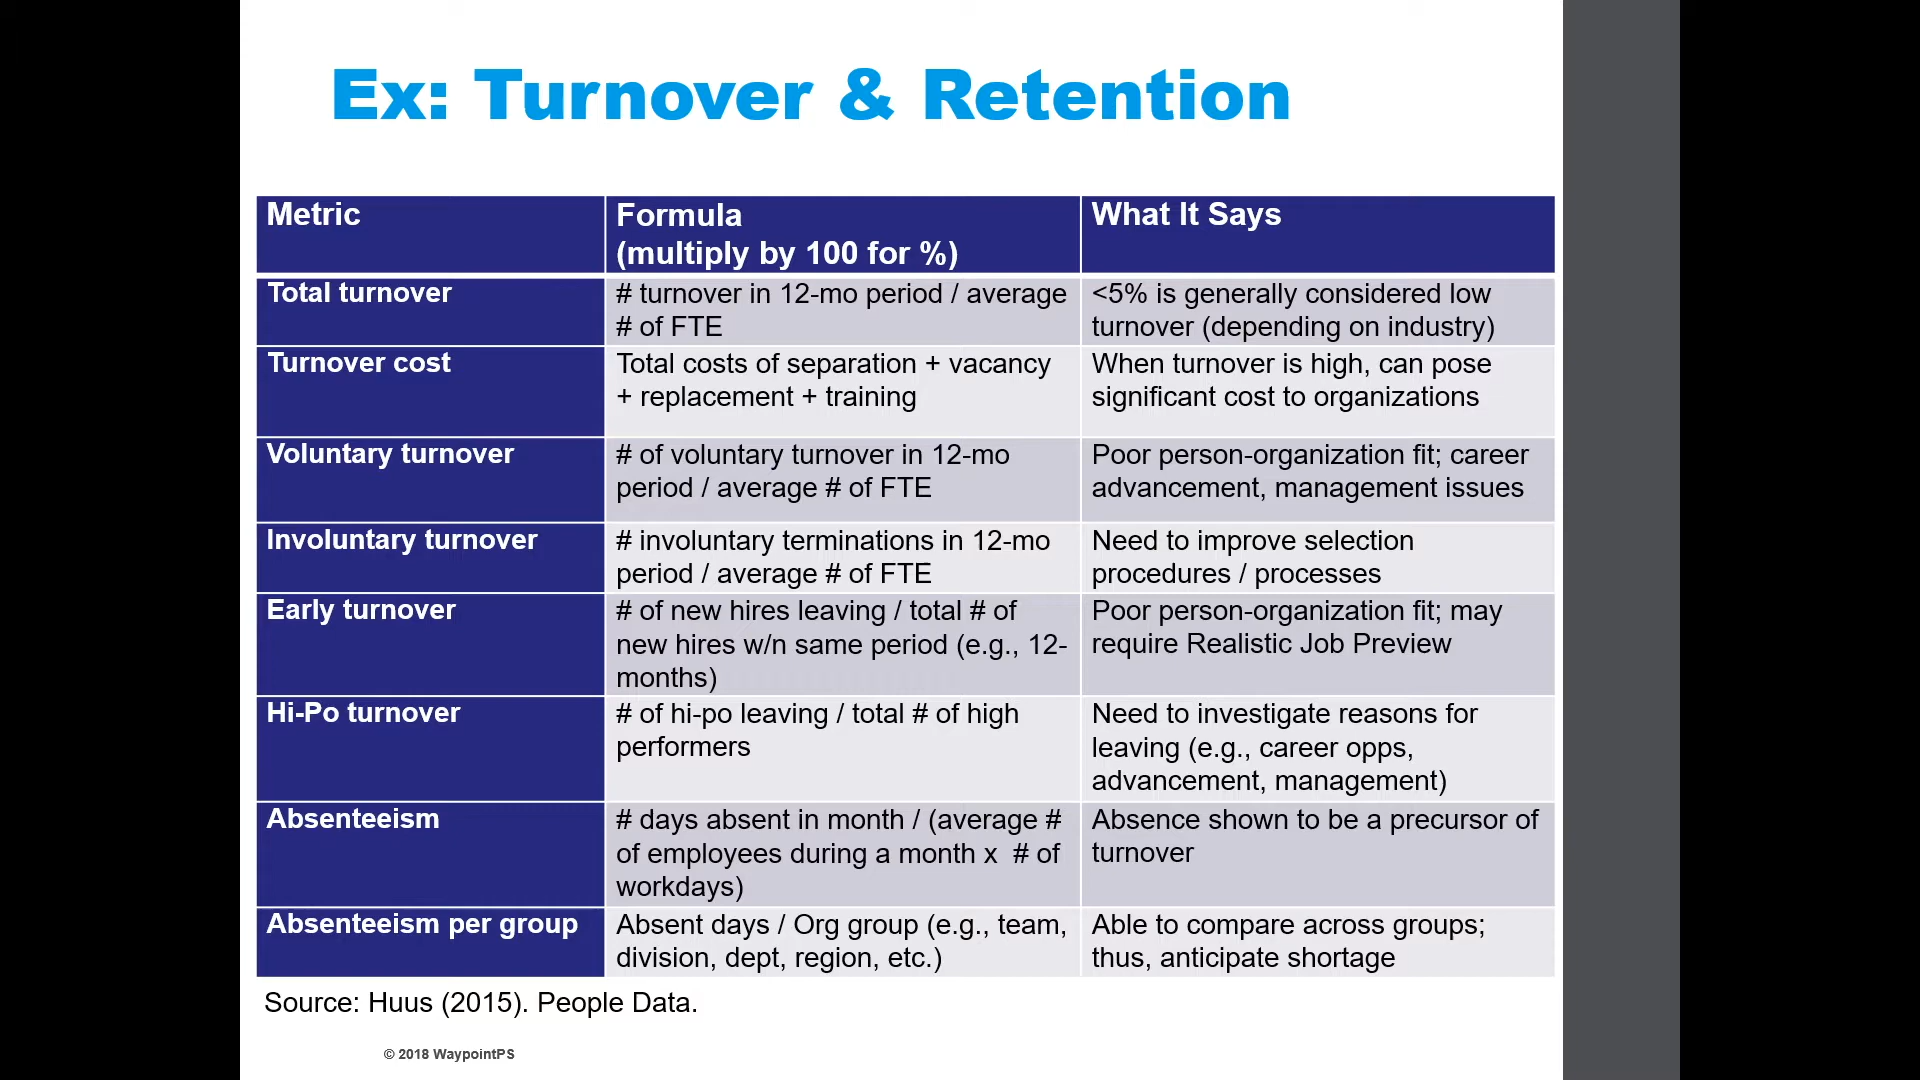 Ex: Turnover & Retention
Metric
Formula
(multiply by 100 for %)
What It Says
Total turnover
# turnover in 12-mo period / average
# of FTE
<5% is generally considered low
turnover (depending on industry)
Turnover cost
Total costs of separation + vacancy
+ replacement + training
When turnover is high, can pose
significant cost to organizations
Voluntary turnover
# of voluntary turnover in 12-mo
period / average # of FTE
Poor person-organization fit; career
advancement, management issues
Involuntary turnover
# involuntary terminations in 12-mo
period / average # of FTE
Need to improve selection
procedures / processes
Early turnover
# of new hires leaving / total # of
new hires w/n same period (e.g., 12-
months)
Poor person-organization fit; may
require Realistic Job Preview
Hi-Po turnover
# of hi-po leaving / total # of high
performers
Need to investigate reasons for
leaving (e.g., career opps,
advancement, management)
Absenteeism
# days absent in month / (average #
of employees during a month x  # of
workdays)
Absence shown to be a precursor of
turnover
Absenteeism per group
Absent days / Org group (e.g., team,
division, dept, region, etc.)
Able to compare across groups;
thus, anticipate shortage
Source: Huus (2015). People Data.
© 2018 WaypointPS